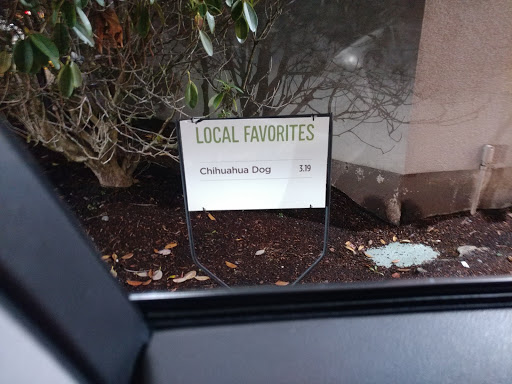 LOCAL FAVORITES
Chihuahua Dog 3.19